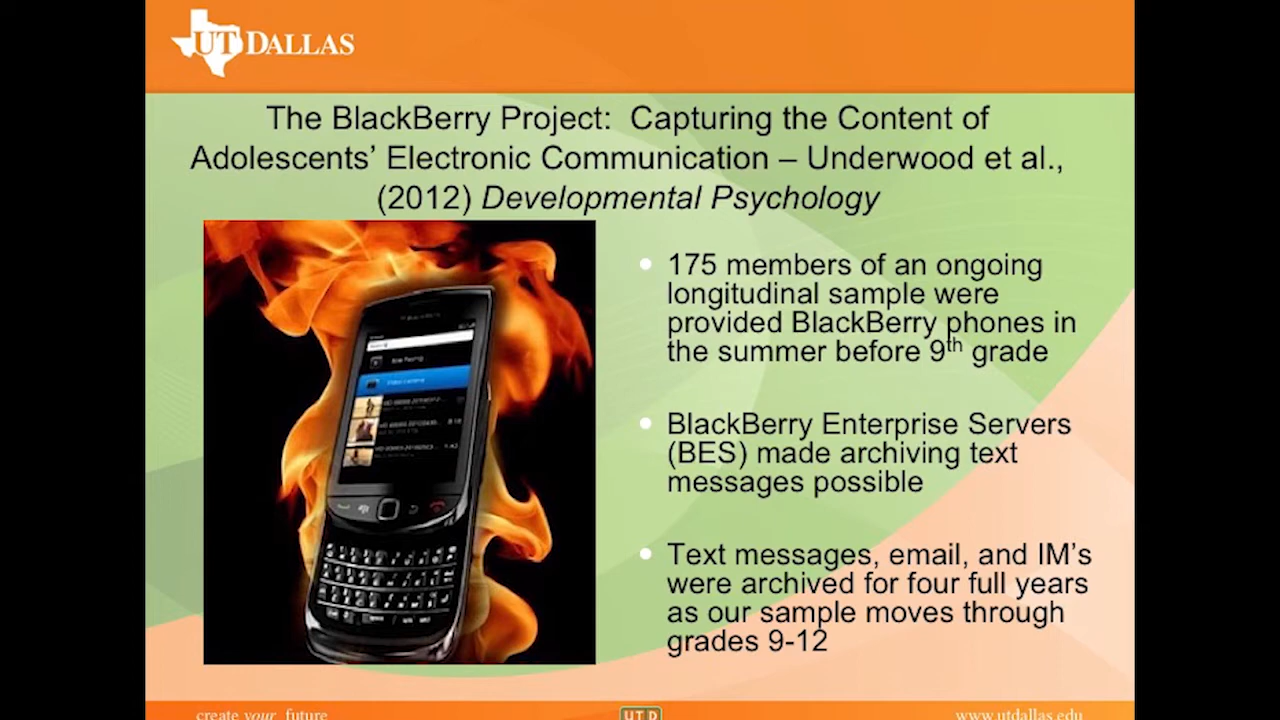 UT DALLAS
The BlackBerry Project: Capturing the Content of
Adolescents’ Electronic Communication – Underwood et al.,
(2012) Developmental Psychology
• 175 members of an ongoing
longitudinal sample were
provided BlackBerry phones in
the summer before 9th grade
• BlackBerry Enterprise Servers
(BES) made archiving text
messages possible
• Text messages, email, and IM’s
were archived for four full years
as our sample moves through
grades 9-12
create your future
UTD
www.utdallas.edu